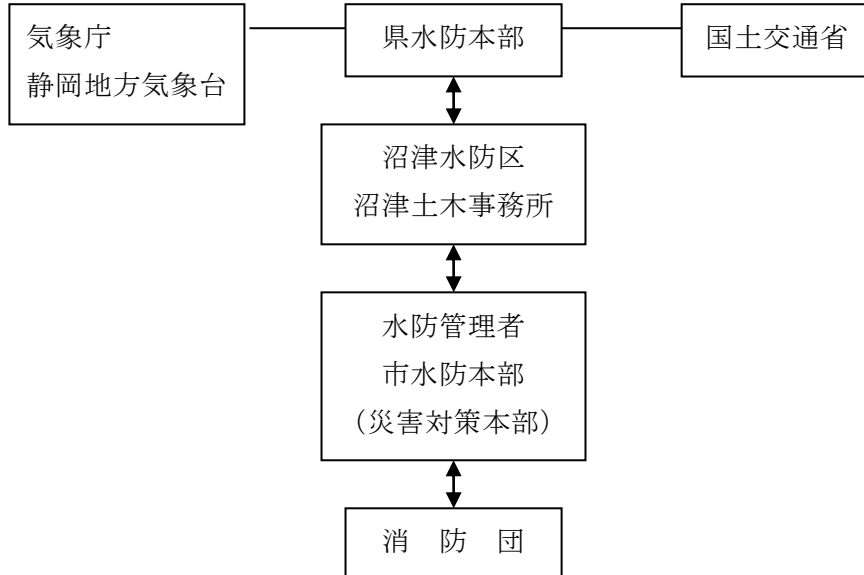 気象庁
静岡地方気象台
県水防本部
国土交通省
沼津水防区
沼津土木事務所
水防管理者
市水防本部
（災害対策本部）
消　防　団